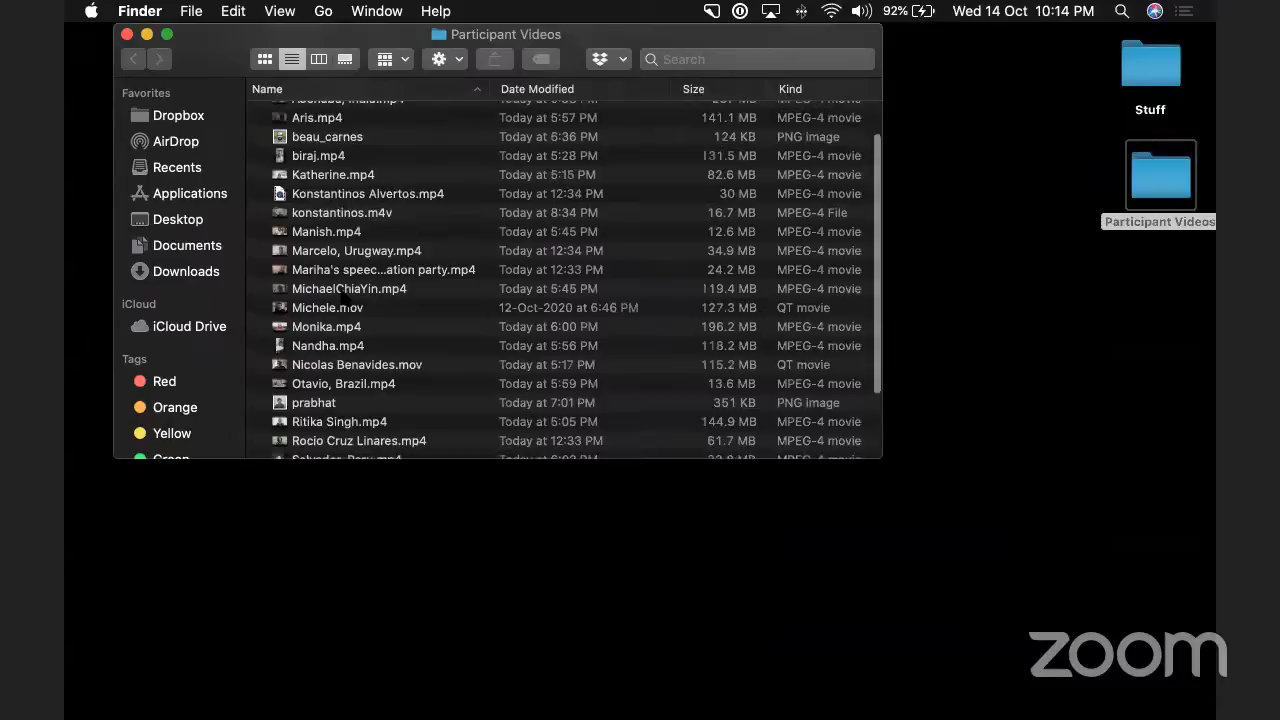 Finder File Edit View Go Window Help 92% Wed 14 Oct 10:14 PM
Participant Videos
Search
Stuff
Participant Videos
Favorites
Dropbox
AirDrop
Recents
Applications
Desktop
Documents
Downloads
iCloud
iCloud Drive
Tags
Red
Orange
Yellow
Green
Name Date Modified Size Kind
Aris.mp4 Today at 5:57 PM 141.1 MB MPEG-4 movie
beau_carnes Today at 6:36 PM 124 KB PNG image
biraj.mp4 Today at 5:28 PM 131.5 MB MPEG-4 movie
Katherine.mp4 Today at 5:15 PM 82.6 MB MPEG-4 movie
Konstantinos Alvertos.mp4 Today at 12:34 PM 30 MB MPEG-4 movie
konstantinos.m4v Today at 8:34 PM 16.7 MB MPEG-4 File
Manish.mp4 Today at 5:45 PM 12.6 MB MPEG-4 movie
Marcelo, Urugway.mp4 Today at 12:34 PM 34.9 MB MPEG-4 movie
Mariha's speec...ation party.mp4 Today at 12:33 PM 24.2 MB MPEG-4 movie
MichaelChiaYin.mp4 Today at 5:45 PM 119.4 MB MPEG-4 movie
Michele.mov 12-Oct-2020 at 6:46 PM 127.3 MB QT movie
Monika.mp4 Today at 6:00 PM 196.2 MB MPEG-4 movie
Nandha.mp4 Today at 5:56 PM 118.2 MB MPEG-4 movie
Nicolas Benavides.mov Today at 5:17 PM 115.2 MB QT movie
Otavio, Brazil.mp4 Today at 5:59 PM 13.6 MB MPEG-4 movie
prabhat Today at 7:01 PM 351 KB PNG image
Ritika Singh.mp4 Today at 5:05 PM 144.9 MB MPEG-4 movie
Rocio Cruz Linares.mp4 Today at 12:33 PM 61.7 MB MPEG-4 movie
zoom